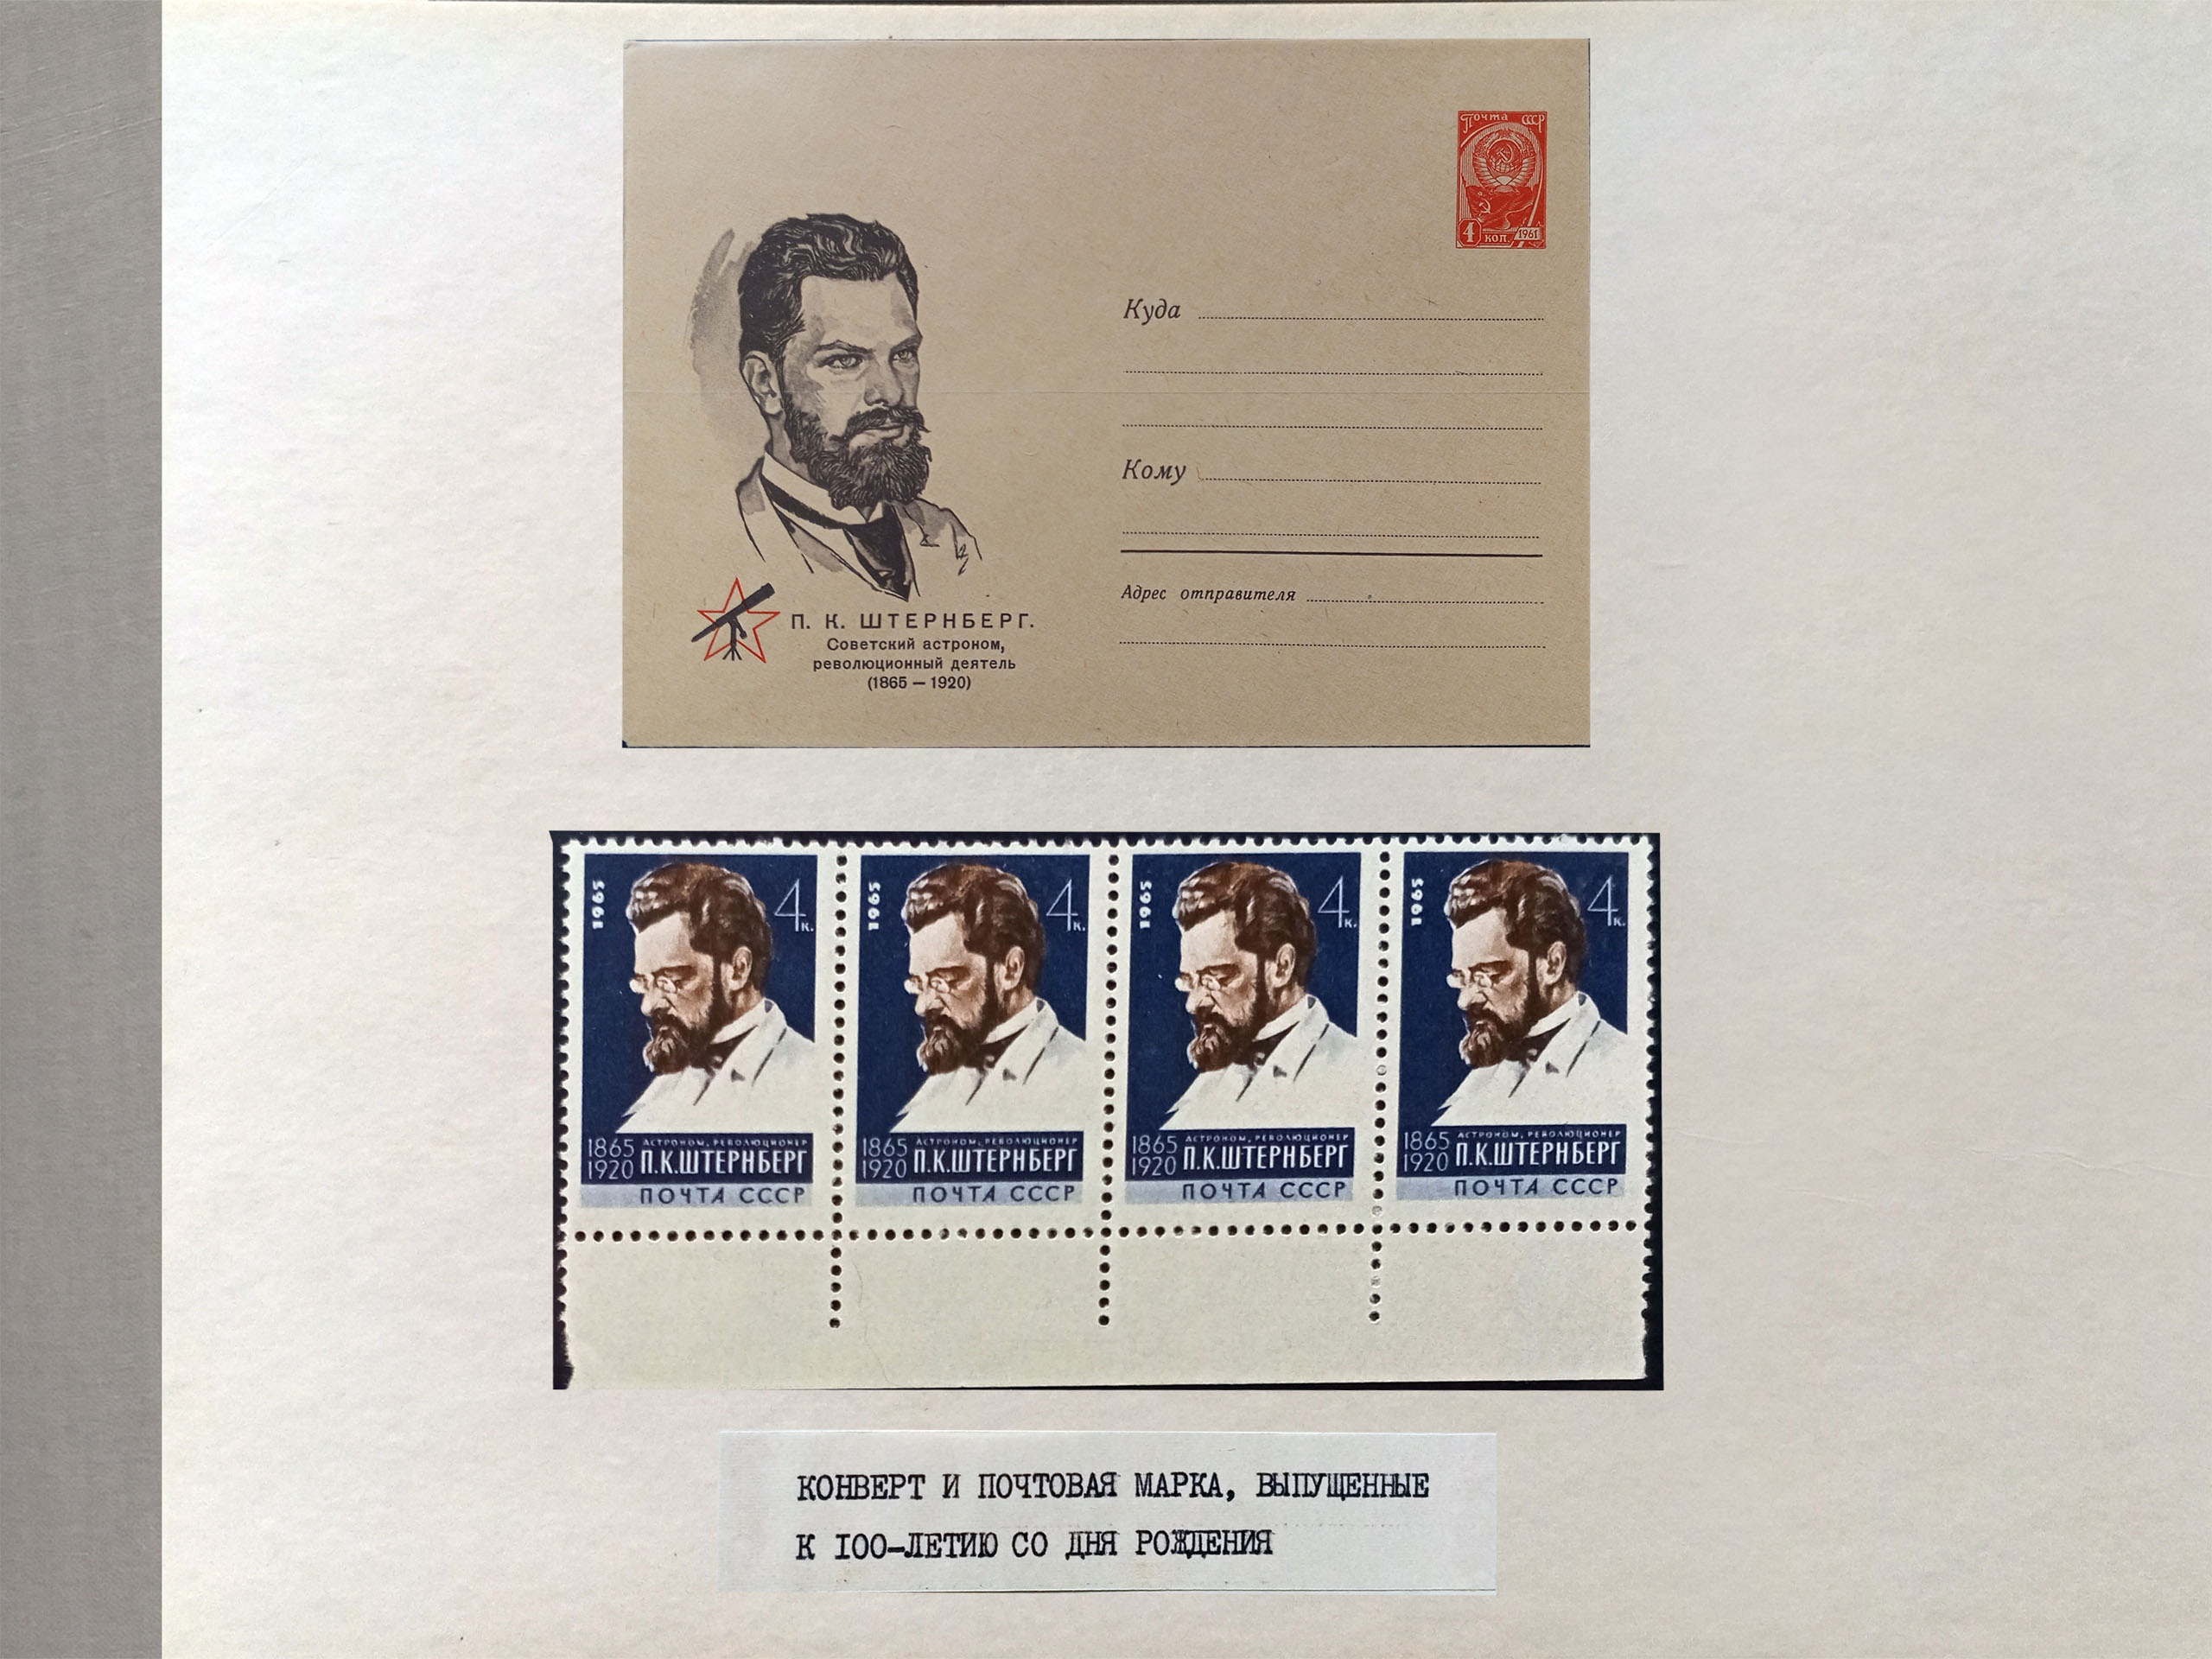 Почта СССР
4 коп. 1961
Куда
Кому
Адрес отправителя
П. К. ШТЕРНБЕРГ.
Советский астроном,
революционный деятель
(1865 — 1920)
1965
4к.
1865 АСТРОНОМ, РЕВОЛЮЦИОНЕР
1920 П.К.ШТЕРНБЕРГ
ПОЧТА СССР
1965
4к.
1865 АСТРОНОМ, РЕВОЛЮЦИОНЕР
1920 П.К.ШТЕРНБЕРГ
ПОЧТА СССР
1965
4к.
1865 АСТРОНОМ, РЕВОЛЮЦИОНЕР
1920 П.К.ШТЕРНБЕРГ
ПОЧТА СССР
1965
4к.
1865 АСТРОНОМ, РЕВОЛЮЦИОНЕР
1920 П.К.ШТЕРНБЕРГ
ПОЧТА СССР
КОНВЕРТ И ПОЧТОВАЯ МАРКА, ВЫПУЩЕННЫЕ
К I00-ЛЕТИЮ СО ДНЯ РОЖДЕНИЯ